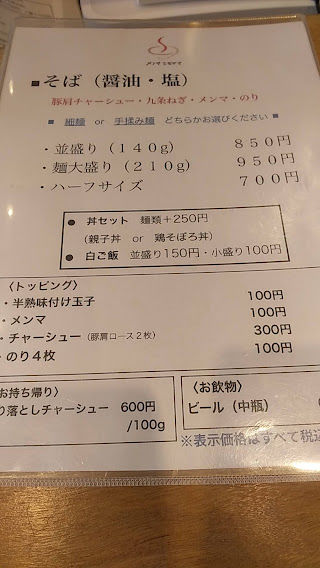 ■そば（醤油・塩）
豚肩チャーシュー・九条ねぎ・メンマ・のり
■ 細麺 or 手揉み麺 どちらかお選びください ■
・並盛り（140g） 850円
・麺大盛り（210g） 950円
・ハーフサイズ 700円
● 丼セット 麺類＋250円
（親子丼 or 鶏そぼろ丼）
● 白ご飯 並盛り150円・小盛り100円
〈トッピング〉
・半熟味付け玉子 100円
・メンマ 100円
・チャーシュー（豚肩ロース２枚） 300円
・のり４枚 100円
お持ち帰り〉
り落としチャーシュー 600円
/100g
〈お飲物〉
ビール（中瓶）
※表示価格はすべて税込